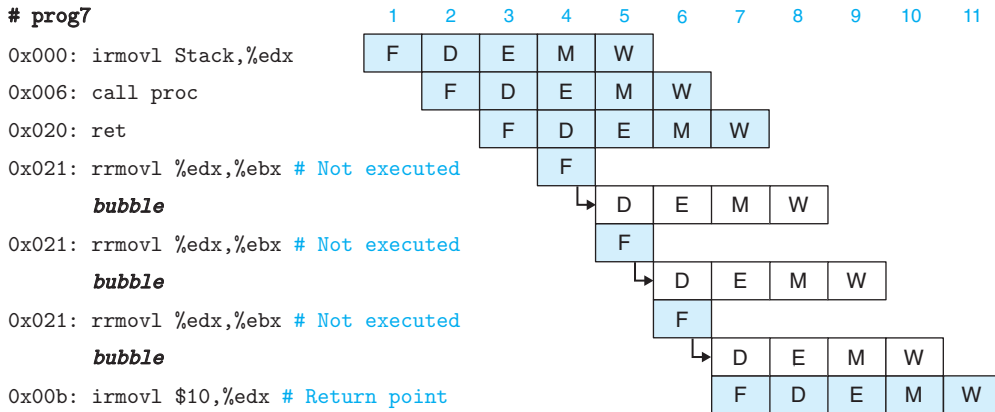 # prog7 1 2 3 4 5 6 7 8 9 10 11
0x000: irmovl Stack,%edx F D E M W
0x006: call proc F D E M W
0x020: ret F D E M W
0x021: rrmovl %edx,%ebx # Not executed F
bubble D E M W
0x021: rrmovl %edx,%ebx # Not executed F
bubble D E M W
0x021: rrmovl %edx,%ebx # Not executed F
bubble D E M W
0x00b: irmovl $10,%edx # Return point F D E M W